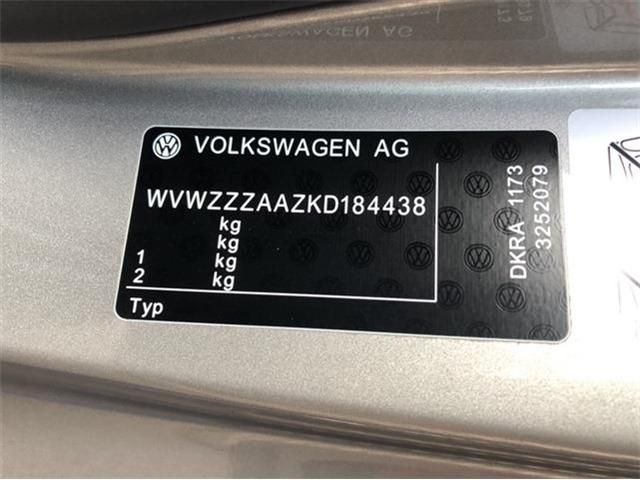 VOLKSWAGEN AG
WVWZZZAAZKD184438
kg
kg
1 kg
2 kg
Typ
DKRA 1173
3252079